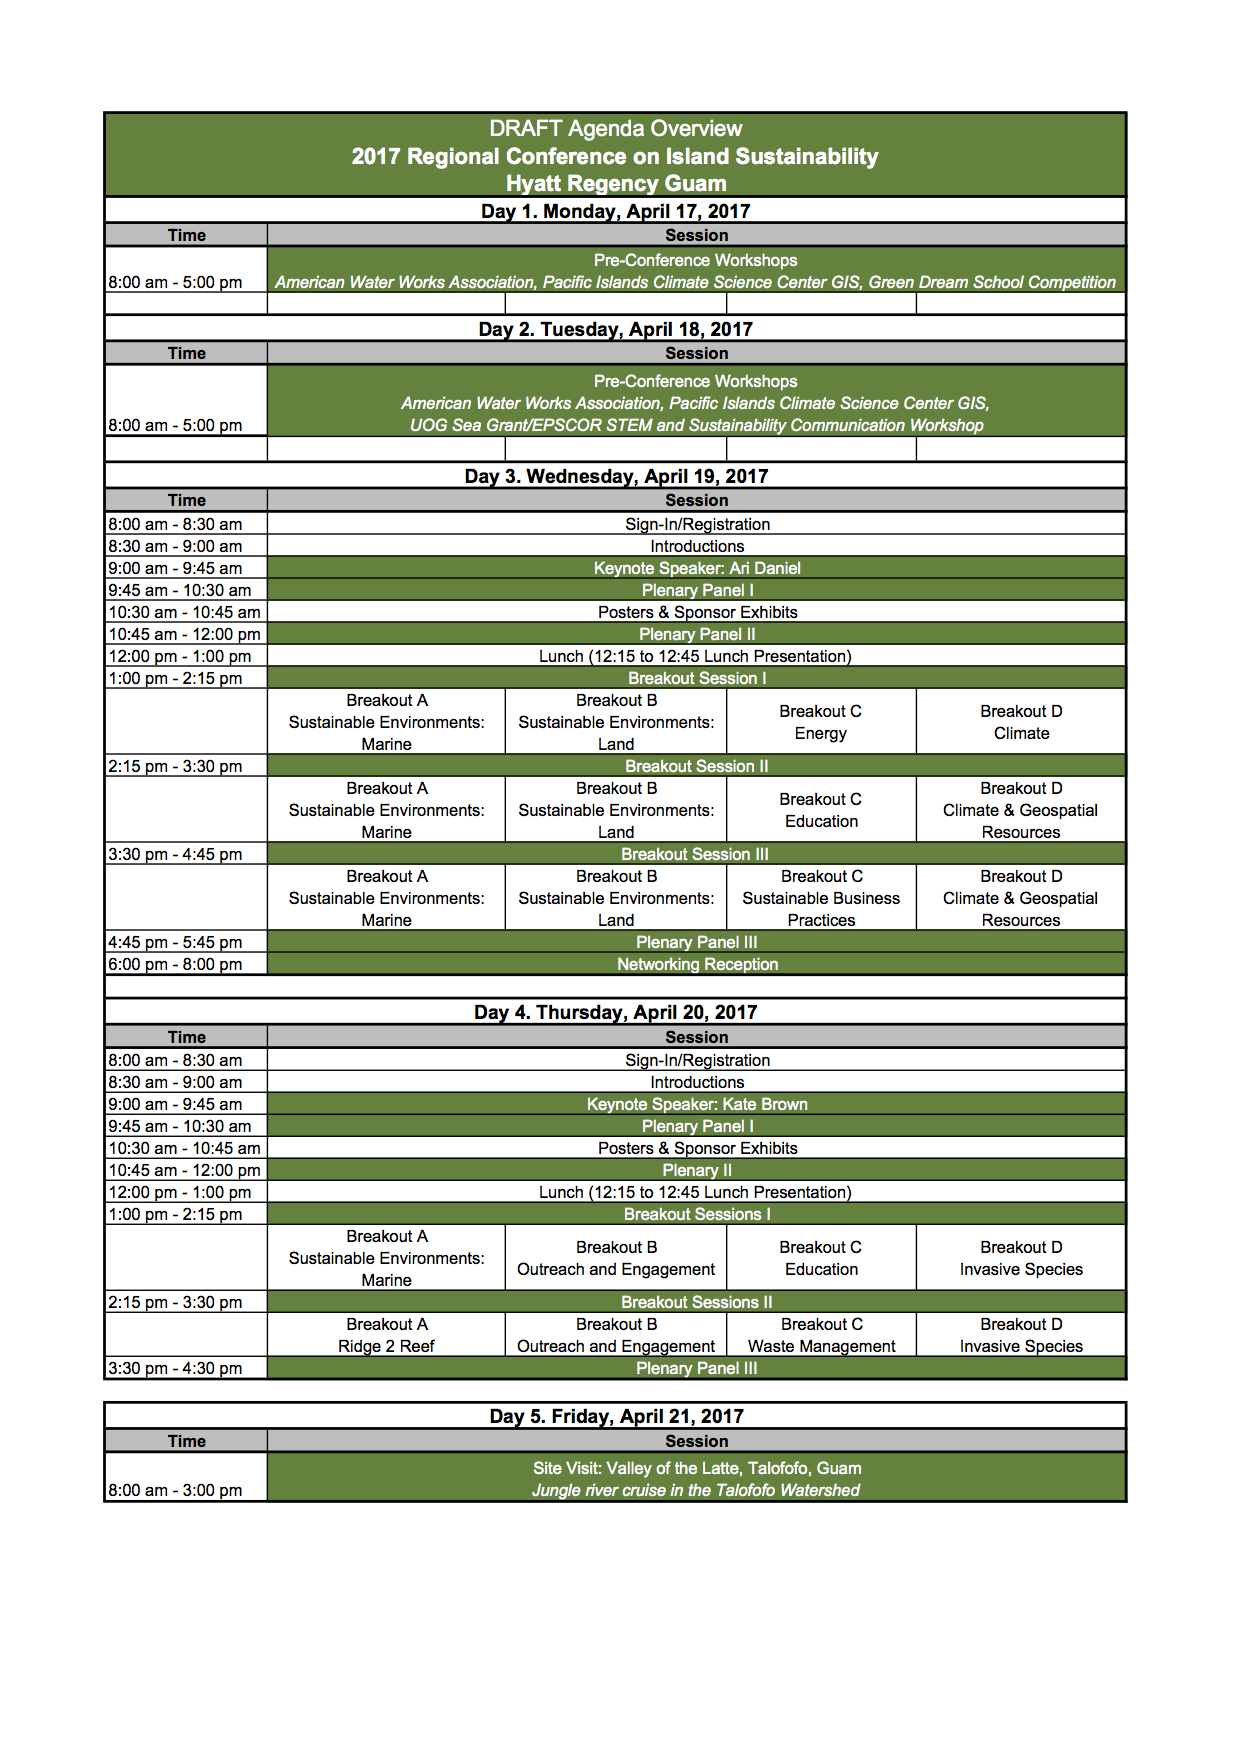 DRAFT Agenda Overview
2017 Regional Conference on Island Sustainability
Hyatt Regency Guam
Day 1. Monday, April 17, 2017
Time Session
Pre-Conference Workshops
8:00 am - 5:00 pm American Water Works Association, Pacific Islands Climate Science Center GIS, Green Dream School Competition
Day 2. Tuesday, April 18, 2017
Time Session
Pre-Conference Workshops
American Water Works Association, Pacific Islands Climate Science Center GIS,
8:00 am - 5:00 pm UOG Sea Grant/EPSCOR STEM and Sustainability Communication Workshop
Day 3. Wednesday, April 19, 2017
Time Session
8:00 am - 8:30 am Sign-In/Registration
8:30 am - 9:00 am Introductions
9:00 am - 9:45 am Keynote Speaker: Ari Daniel
9:45 am - 10:30 am Plenary Panel I
10:30 am - 10:45 am Posters & Sponsor Exhibits
10:45 am - 12:00 pm Plenary Panel II
12:00 pm - 1:00 pm Lunch (12:15 to 12:45 Lunch Presentation)
1:00 pm - 2:15 pm Breakout Session I
Breakout A
Sustainable Environments:
Marine
Breakout B
Sustainable Environments:
Land
Breakout C
Energy
Breakout D
Climate
2:15 pm - 3:30 pm Breakout Session II
Breakout A
Sustainable Environments:
Marine
Breakout B
Sustainable Environments:
Land
Breakout C
Education
Breakout D
Climate & Geospatial
Resources
3:30 pm - 4:45 pm Breakout Session III
Breakout A
Sustainable Environments:
Marine
Breakout B
Sustainable Environments:
Land
Breakout C
Sustainable Business
Practices
Breakout D
Climate & Geospatial
Resources
4:45 pm - 5:45 pm Plenary Panel III
6:00 pm - 8:00 pm Networking Reception
Day 4. Thursday, April 20, 2017
Time Session
8:00 am - 8:30 am Sign-In/Registration
8:30 am - 9:00 am Introductions
9:00 am - 9:45 am Keynote Speaker: Kate Brown
9:45 am - 10:30 am Plenary Panel I
10:30 am - 10:45 am Posters & Sponsor Exhibits
10:45 am - 12:00 pm Plenary II
12:00 pm - 1:00 pm Lunch (12:15 to 12:45 Lunch Presentation)
1:00 pm - 2:15 pm Breakout Sessions I
Breakout A
Sustainable Environments:
Marine
Breakout B
Outreach and Engagement
Breakout C
Education
Breakout D
Invasive Species
2:15 pm - 3:30 pm Breakout Sessions II
Breakout A
Ridge 2 Reef
Breakout B
Outreach and Engagement
Breakout C
Waste Management
Breakout D
Invasive Species
3:30 pm - 4:30 pm Plenary Panel III
Day 5. Friday, April 21, 2017
Time Session
Site Visit: Valley of the Latte, Talofofo, Guam
8:00 am - 3:00 pm Jungle river cruise in the Talofofo Watershed